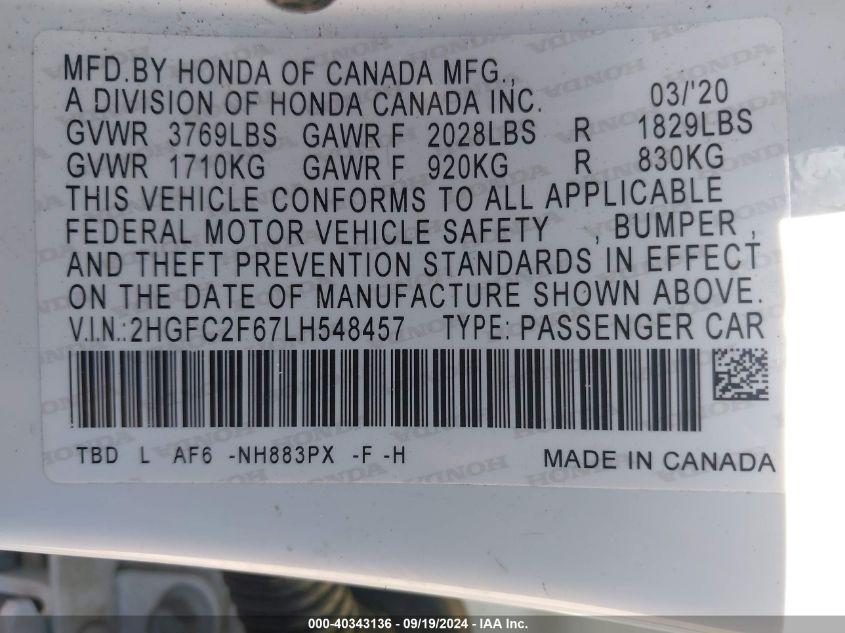 MFD.BY HONDA OF CANADA MFG.,
A DIVISION OF HONDA CANADA INC. 03/'20
GVWR 3769LBS GAWR F 2028LBS R 1829LBS
GVWR 1710KG GAWR F 920KG R 830KG
THIS VEHICLE CONFORMS TO ALL APPLICABLE
FEDERAL MOTOR VEHICLE SAFETY , BUMPER ,
AND THEFT PREVENTION STANDARDS IN EFFECT
ON THE DATE OF MANUFACTURE SHOWN ABOVE.
V.I.N.: 2HGFC2F67LH548457 TYPE: PASSENGER CAR
TBD L AF6 -NH883PX -F -H
MADE IN CANADA
000-40343136 - 09/19/2024 - IAA Inc.